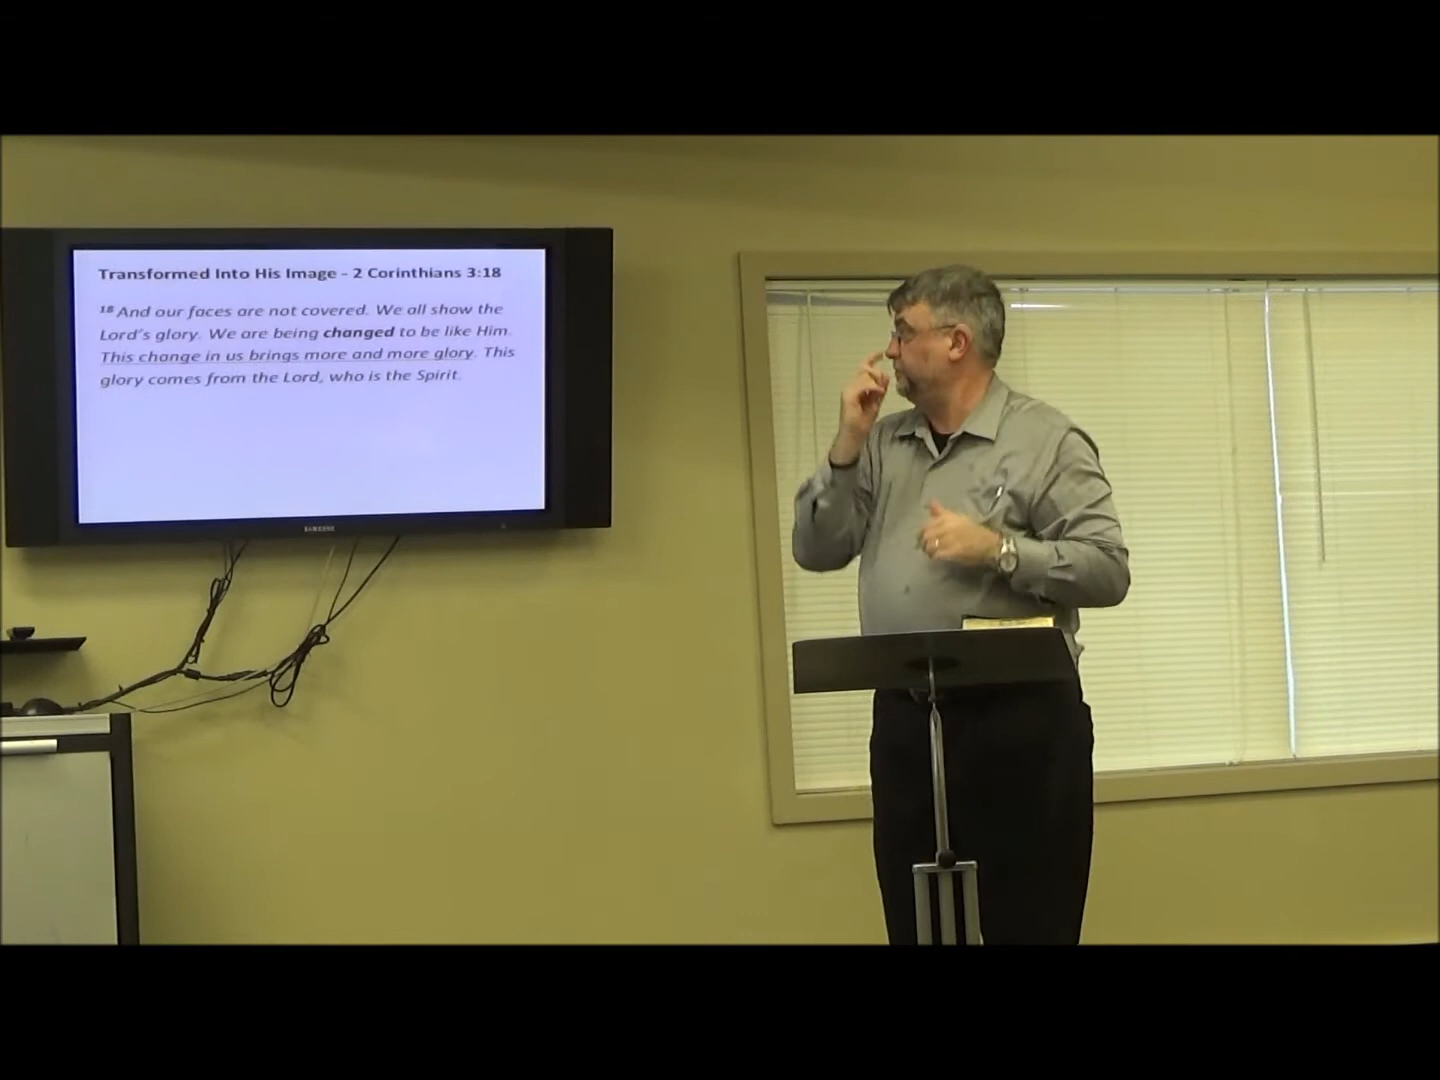 Transformed Into His Image - 2 Corinthians 3:18
18 And our faces are not covered. We all show the
Lord's glory. We are being changed to be like Him.
This change in us brings more and more glory. This
glory comes from the Lord, who is the Spirit.
SAMSUNG